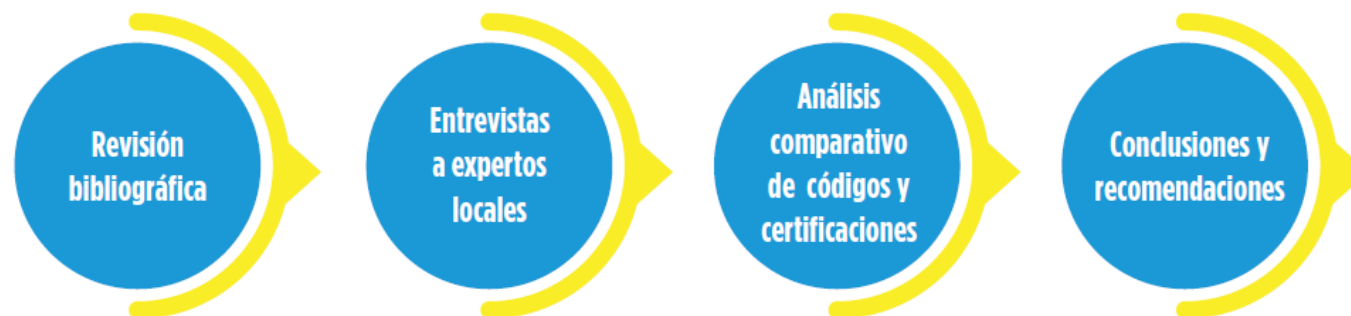 Revisión
bibliográfica
Entrevistas
a expertos
locales
Análisis
comparativo
de códigos y
certificaciones
Conclusiones y
recomendaciones